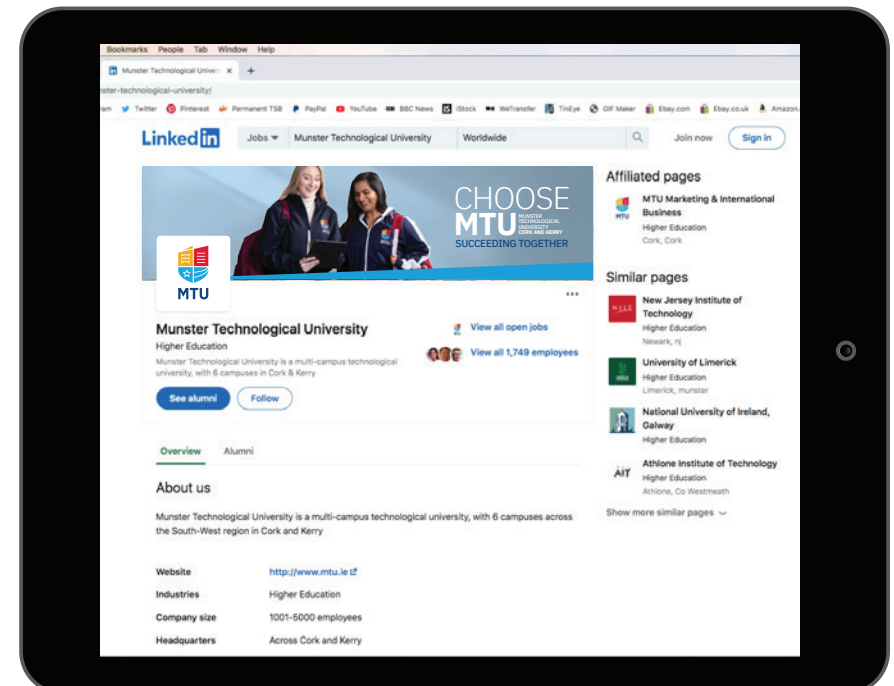 Bookmarks People Tab Window Help
Munster Technological Univers × +
nster-technological-university/
Twitter Pinterest Permanent TSB PayPal YouTube BBC News iStock WeTransfer TinEye GIF Maker Ebay.com Ebay.co.uk Amazon.
Linked in Jobs Munster Technological University Worldwide Join now Sign in
CHOOSE
MTU
MUNSTER
TECHNOLOGICAL
UNIVERSITY
CORK AND KERRY
SUCCEEDING TOGETHER
MTU
Munster Technological University
Higher Education
Munster Technological University is a multi-campus technological
university, with 6 campuses in Cork & Kerry
View all open jobs
View all 1,749 employees
See alumni Follow
Overview Alumni
About us
Munster Technological University is a multi-campus technological university, with 6 campuses across
the South-West region in Cork and Kerry
Website http://www.mtu.ie
Industries Higher Education
Company size 1001-5000 employees
Headquarters Across Cork and Kerry
Affiliated pages
MTU
MTU Marketing & International
Business
Higher Education
Cork, Cork
Similar pages
NJIT
New Jersey Institute of
Technology
Higher Education
Newark, nj
University of Limerick
Higher Education
Limerick, munster
National University of Ireland,
Galway
Higher Education
AIT
Athlone Institute of Technology
Higher Education
Athlone, Co Westmeath
Show more similar pages